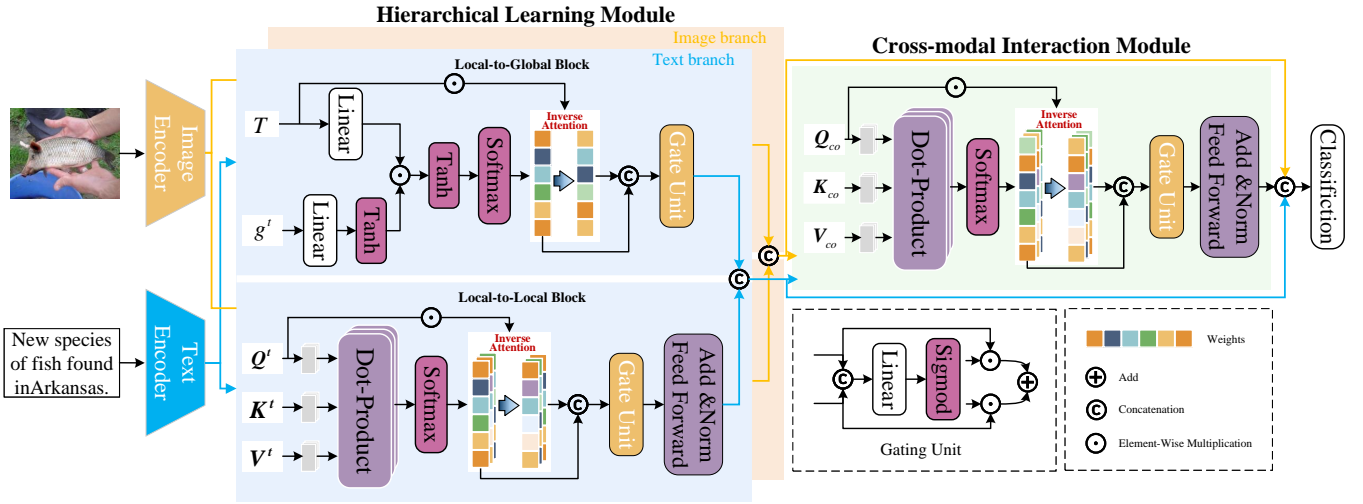 Hierarchical Learning Module
Image branch
Text branch
Cross-modal Interaction Module
Local-to-Global Block
Image
Encoder
T
Linear
Tanh
Softmax
Inverse
Attention
Gate Unit
g^t
Linear
Tanh
New species
of fish found
inArkansas.
Text
Encoder
Local-to-Local Block
Q^t
K^t
V^t
Dot-Product
Softmax
Inverse
Attention
Gate Unit
Add &Norm
Feed Forward
Q_co
K_co
V_co
Dot-Product
Softmax
Inverse
Attention
Gate Unit
Add &Norm
Feed Forward
C
Classifiction
Linear
Sigmod
Gating Unit
Weights
Add
C
Concatenation
Element-Wise Multiplication